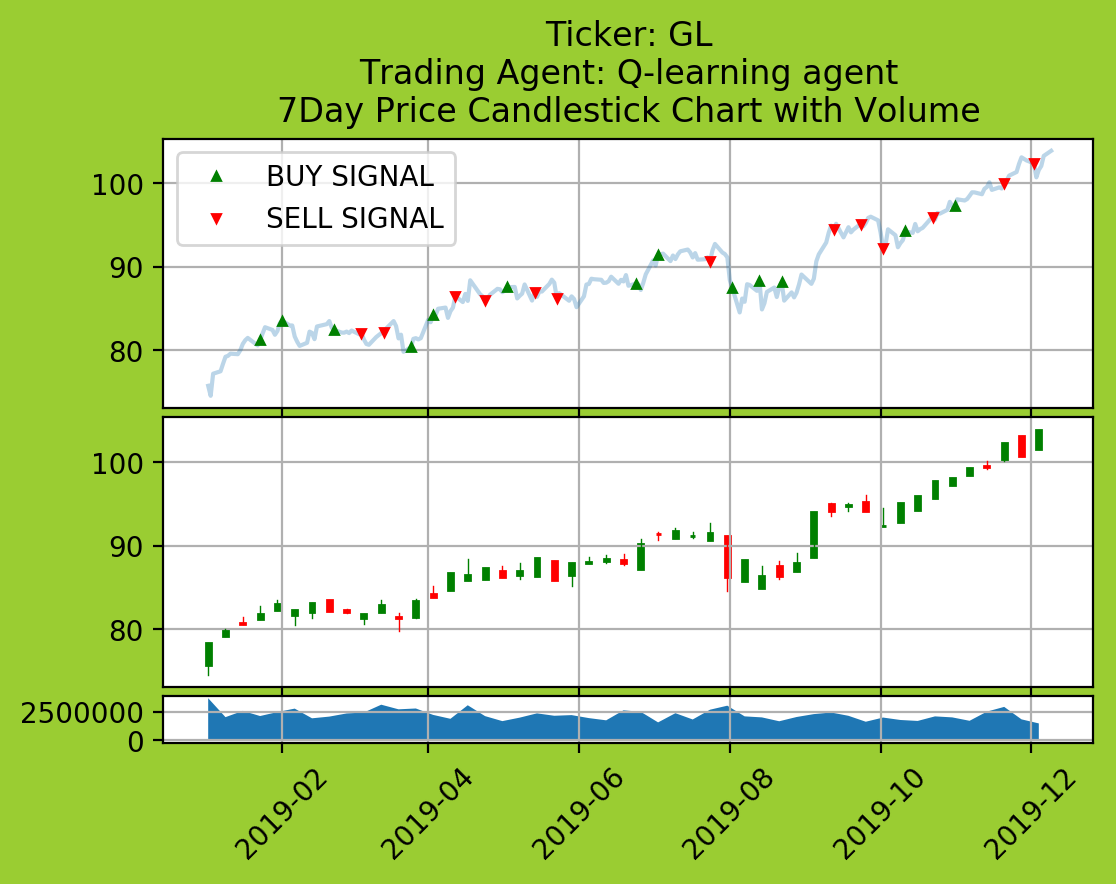 Ticker: GL
Trading Agent: Q-learning agent
7Day Price Candlestick Chart with Volume
BUY SIGNAL
SELL SIGNAL
100
90
80
100
90
80
2500000
0
2019-02
2019-04
2019-06
2019-08
2019-10
2019-12